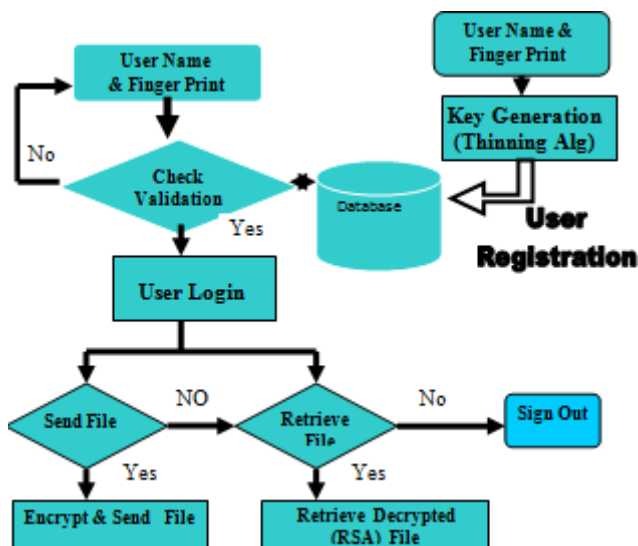 User Name &
Finger Print
User Name
& Finger Print
Key Generation
(Thinning Alg)
No
Check
Validation
Database
User
Registration
Yes
User Login
Send File
NO
Retrieve
File
No
Sign Out
Yes
Yes
Encrypt & Send File
Retrieve Decrypted
(RSA) File